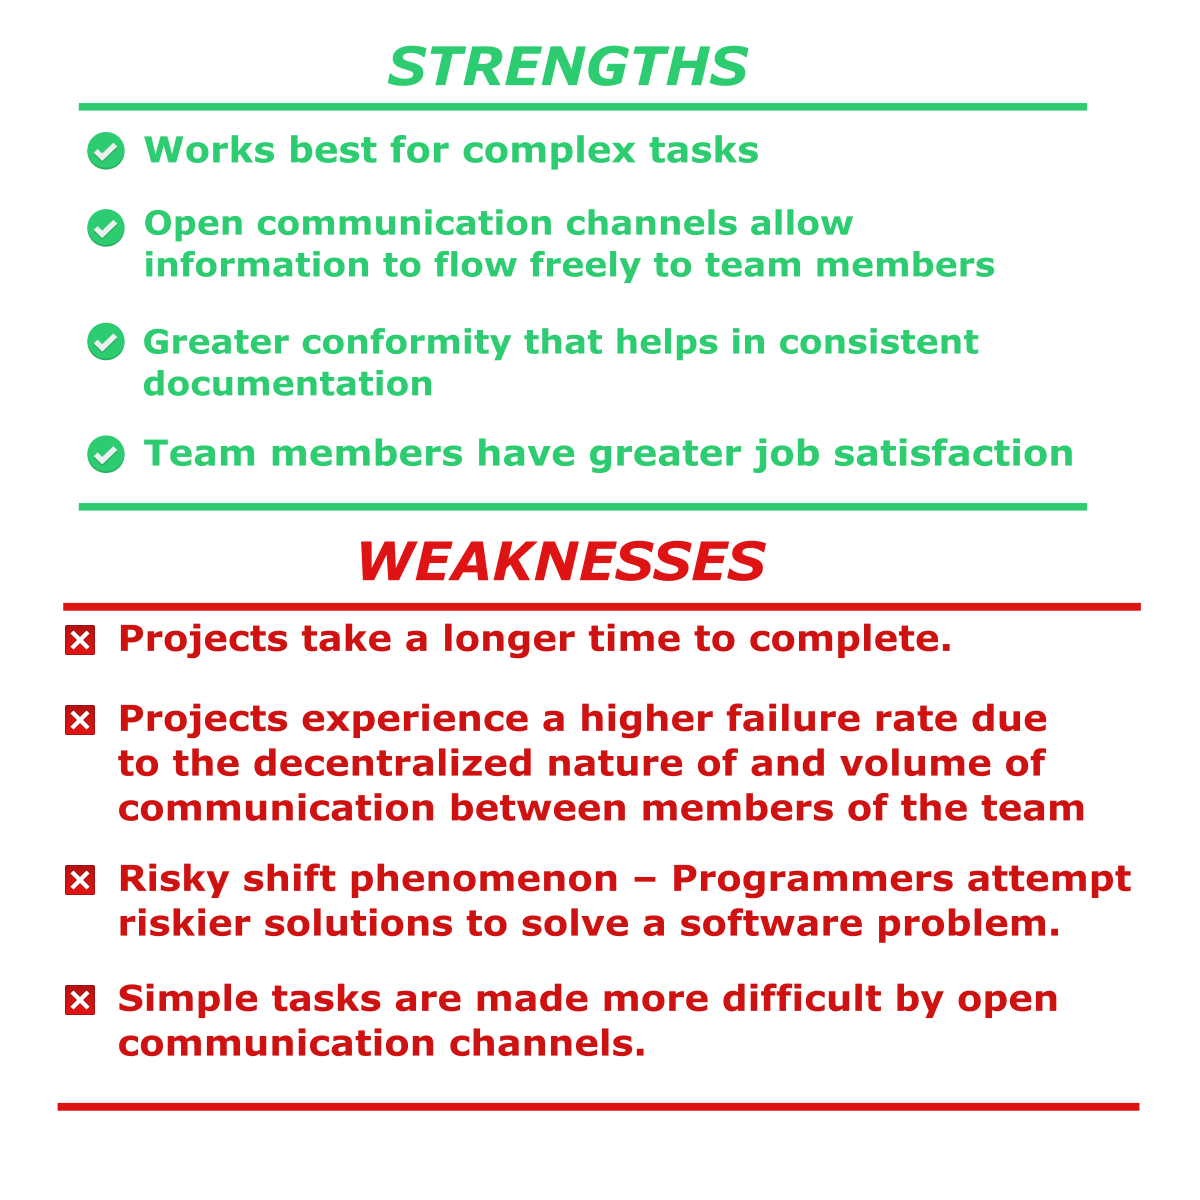 STRENGTHS
Works best for complex tasks
Open communication channels allow
information to flow freely to team members
Greater conformity that helps in consistent
documentation
Team members have greater job satisfaction
WEAKNESSES
Projects take a longer time to complete.
Projects experience a higher failure rate due
to the decentralized nature of and volume of
communication between members of the team
Risky shift phenomenon – Programmers attempt
riskier solutions to solve a software problem.
Simple tasks are made more difficult by open
communication channels.